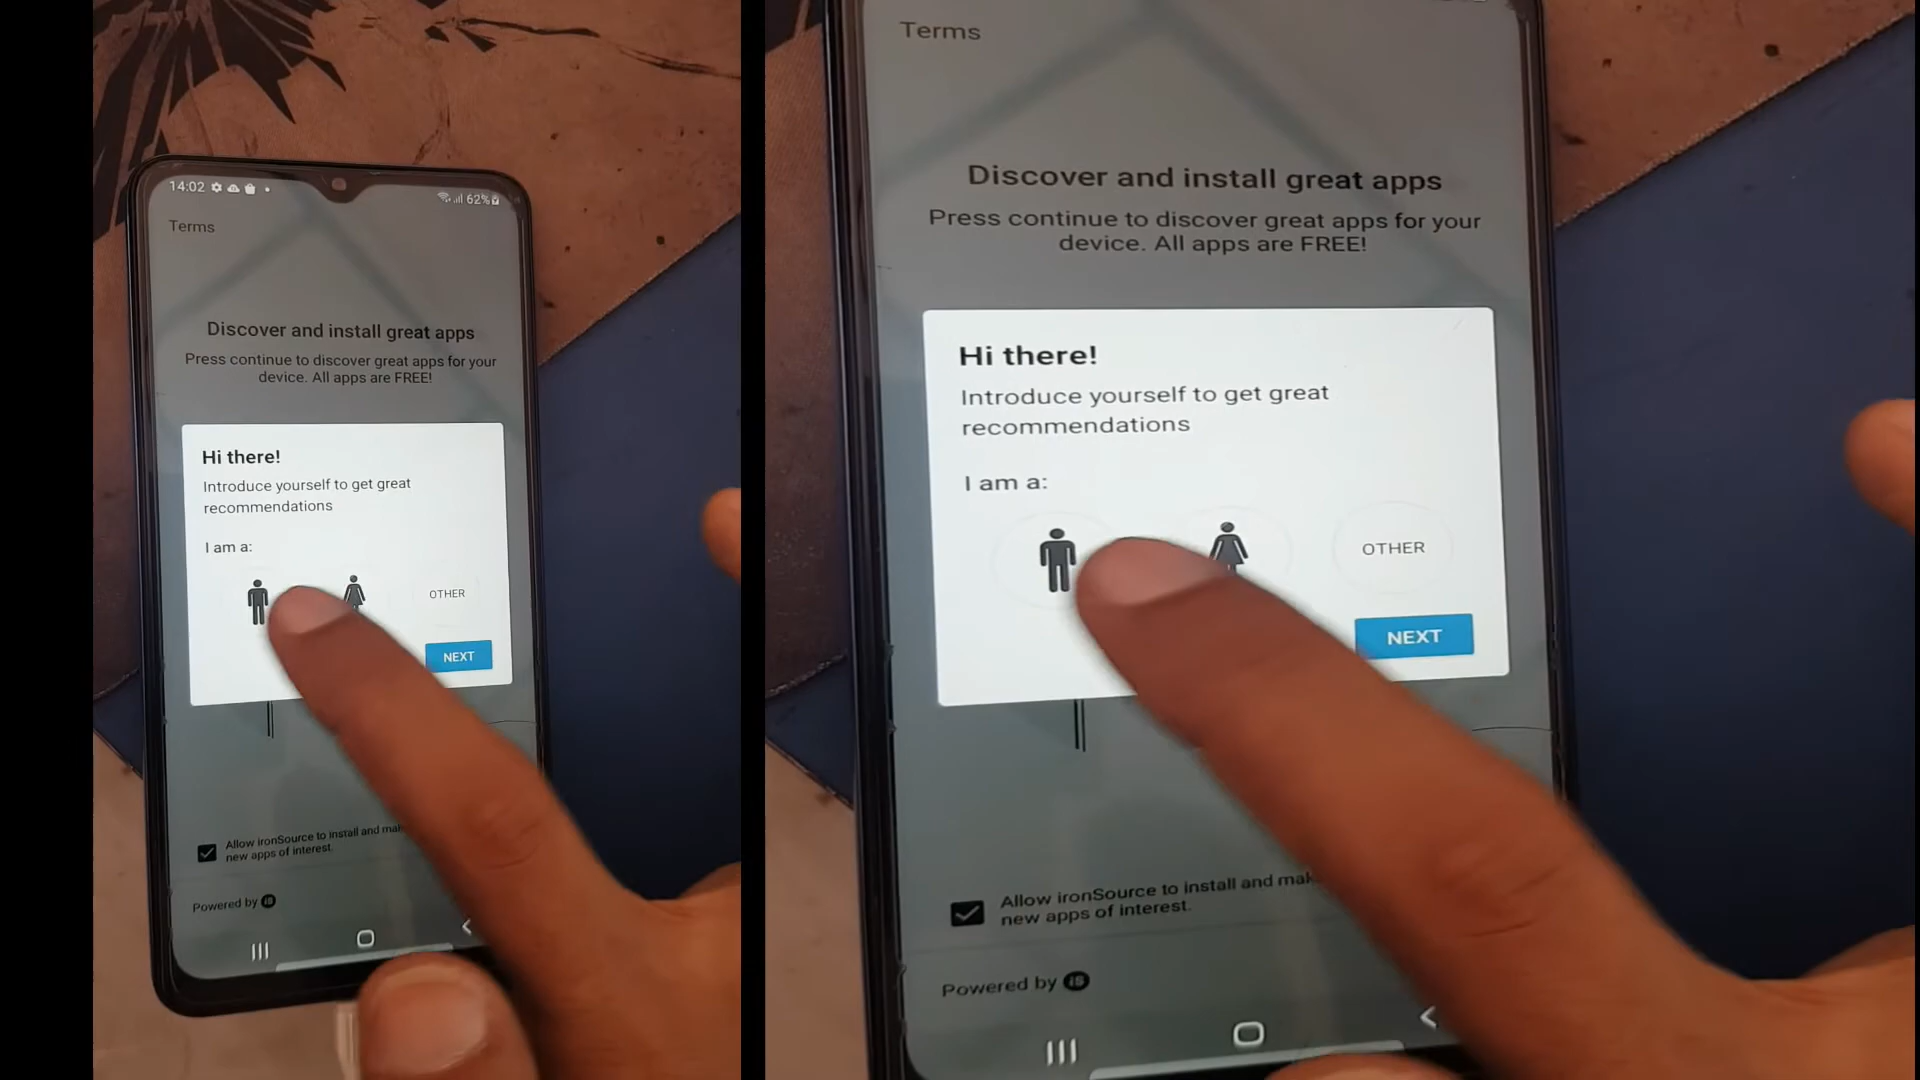 14:02
62%
Terms
Discover and install great apps
Press continue to discover great apps for your
device. All apps are FREE!
Hi there!
Introduce yourself to get great
recommendations
I am a:
OTHER
NEXT
Allow ironSource to install and
new apps of interest.
Powered by iS
Terms
Discover and install great apps
Press continue to discover great apps for your
device. All apps are FREE!
Hi there!
Introduce yourself to get great
recommendations
I am a:
OTHER
NEXT
Allow ironSource to install and
new apps of interest.
Powered by iS